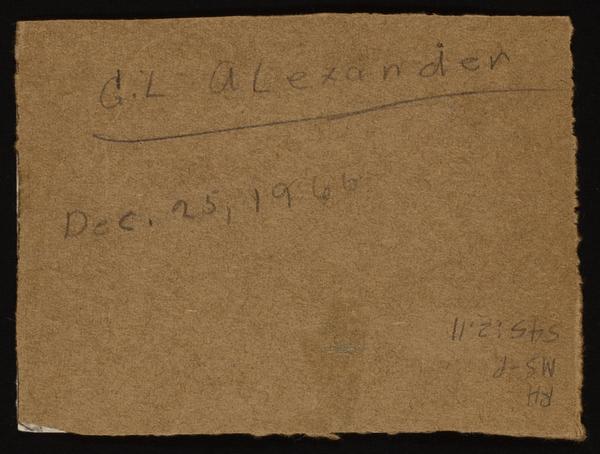 G.L Alexander
Dec. 25, 1966
RH
MS-P
545:2.11